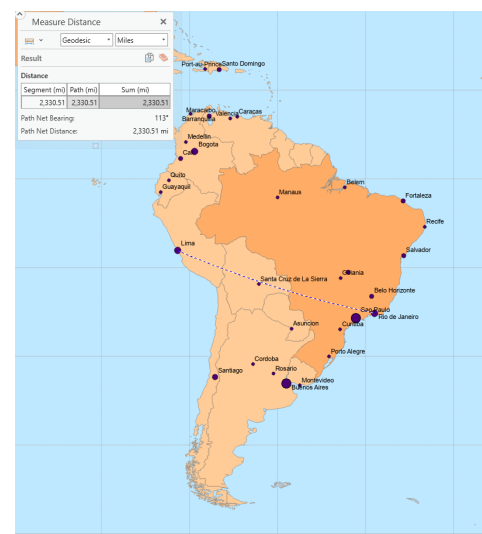 Measure Distance
Geodesic Miles
Result
Distance
Segment (mi) Path (mi) Sum (mi)
2,330.51 2,330.51 2,330.51
Path Net Bearing: 113°
Path Net Distance: 2,330.51 mi
Port-au-Prince Santo Domingo
Maracaibo Caracas
Barranquilla Valencia
Medellin
Bogota
Cali
Quito
Guayaquil
Manaus
Belem
Fortaleza
Recife
Lima
Salvador
Goiania
Santa Cruz de La Sierra
Belo Horizonte
Sao Paulo
Rio de Janeiro
Asuncion
Curitiba
Porto Alegre
Cordoba
Rosario
Santiago
Montevideo
Buenos Aires